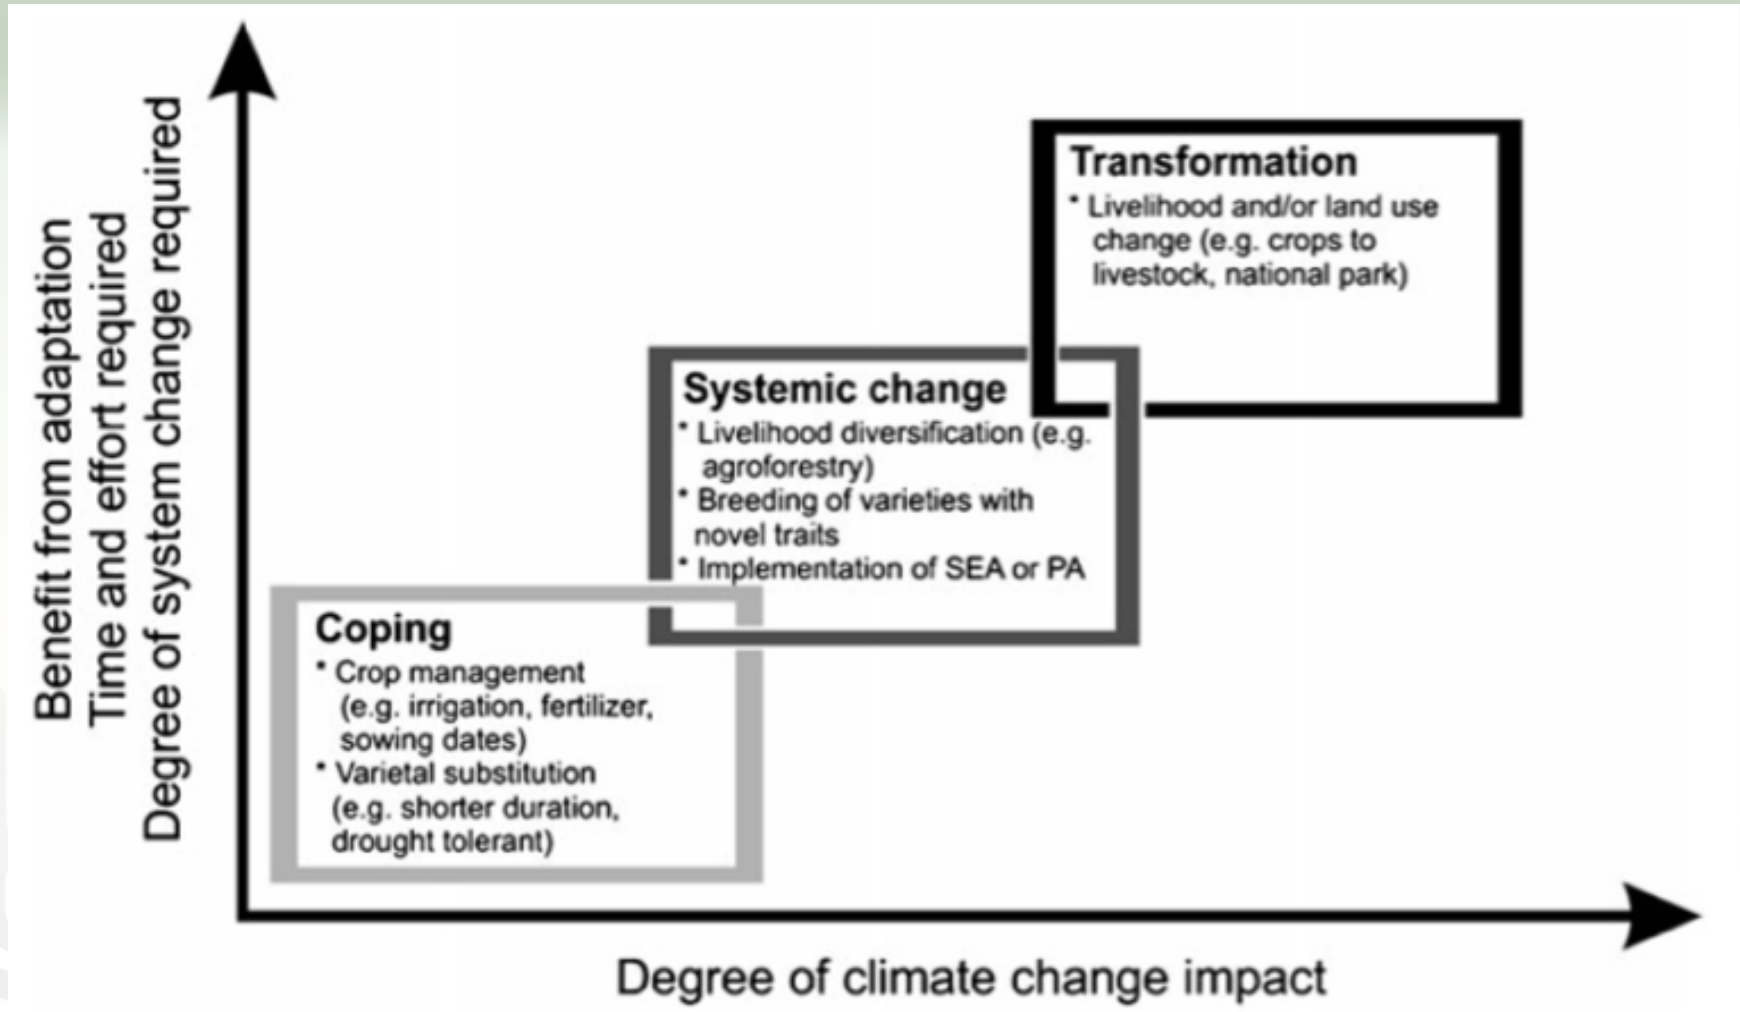 Benefit from adaptation
Time and effort required
Degree of system change required
Transformation
* Livelihood and/or land use
change (e.g. crops to
livestock, national park)
Systemic change
* Livelihood diversification (e.g.
agroforestry)
* Breeding of varieties with
novel traits
* Implementation of SEA or PA
Coping
* Crop management
(e.g. irrigation, fertilizer,
sowing dates)
* Varietal substitution
(e.g. shorter duration,
drought tolerant)
Degree of climate change impact